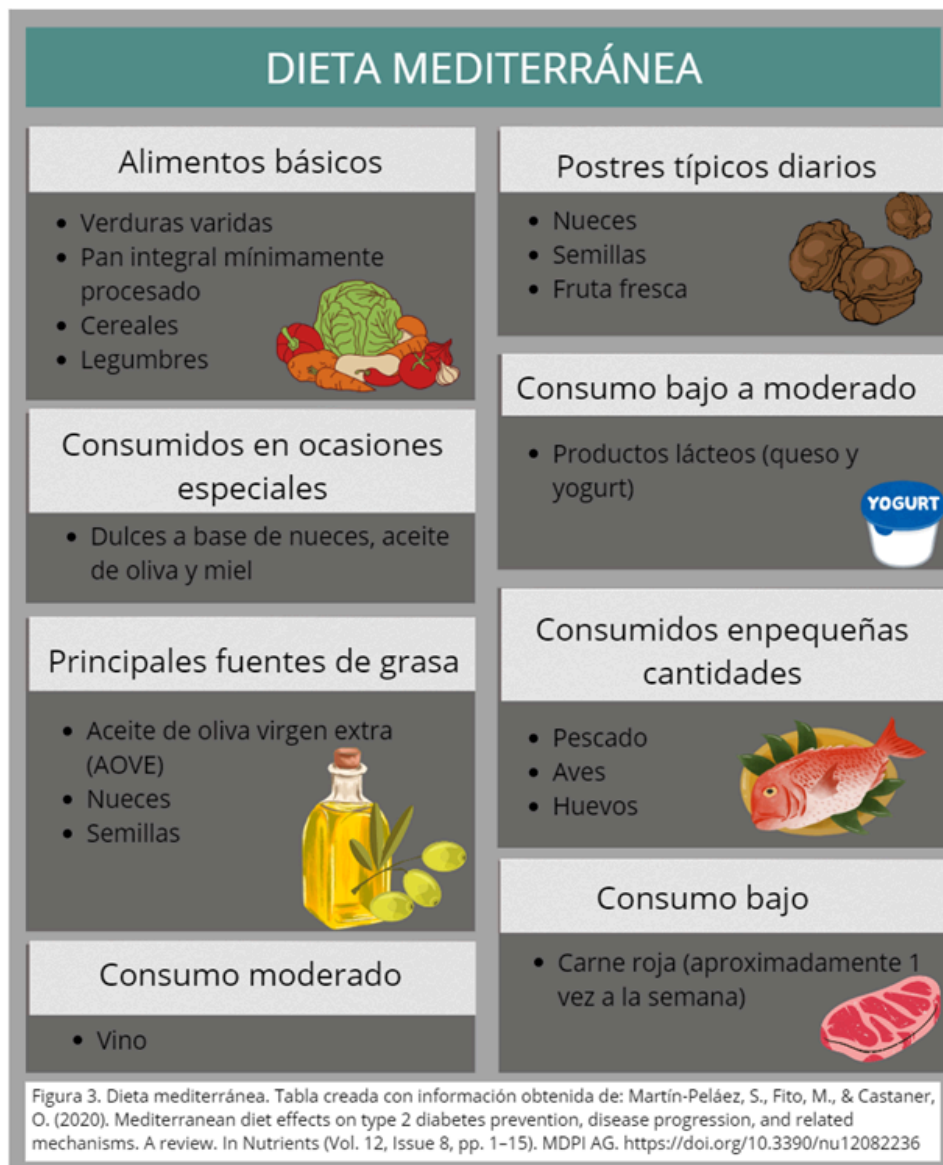 DIETA MEDITERRÁNEA
Alimentos básicos
• Verduras varidas
• Pan integral mínimamente
procesado
• Cereales
• Legumbres
Consumidos en ocasiones
especiales
• Dulces a base de nueces, aceite
de oliva y miel
Principales fuentes de grasa
• Aceite de oliva virgen extra
(AOVE)
• Nueces
• Semillas
Consumo moderado
• Vino
Postres típicos diarios
• Nueces
• Semillas
• Fruta fresca
Consumo bajo a moderado
• Productos lácteos (queso y
yogurt)
YOGURT
Consumidos enpequeñas
cantidades
• Pescado
• Aves
• Huevos
Consumo bajo
• Carne roja (aproximadamente 1
vez a la semana)
Figura 3. Dieta mediterránea. Tabla creada con información obtenida de: Martín-Peláez, S., Fito, M., & Castaner,
O. (2020). Mediterranean diet effects on type 2 diabetes prevention, disease progression, and related
mechanisms. A review. In Nutrients (Vol. 12, Issue 8, pp. 1–15). MDPI AG. https://doi.org/10.3390/nu12082236